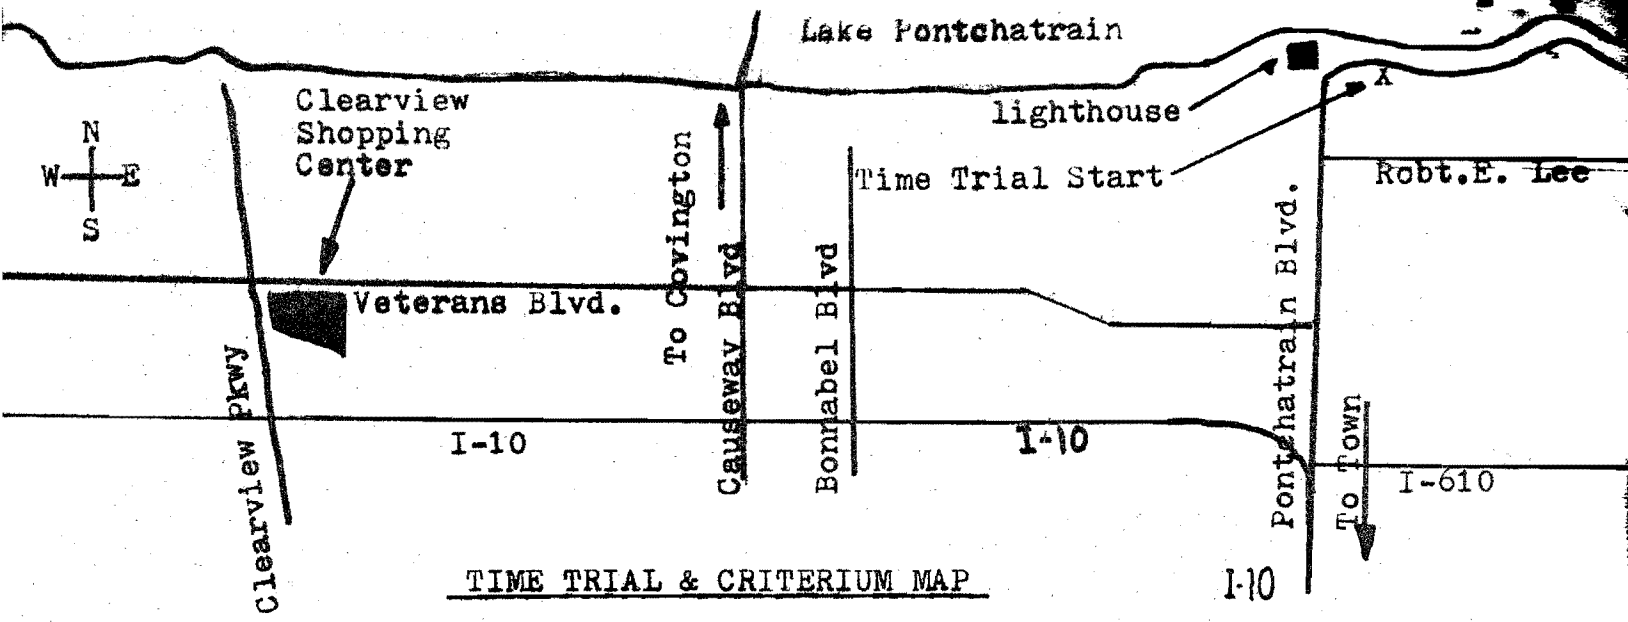 Lake Pontchatrain
Clearview
Shopping
Center
lighthouse
N
W E
S
Time Trial Start
X
Robt.E. Lee
To Covington
Causeway Blvd
Bonnabel Blvd
Pontchatrain Blvd.
Veterans Blvd.
Clearview Pkwy
I-10
I-10
To Town
I-610
TIME TRIAL & CRITERIUM MAP
I-10